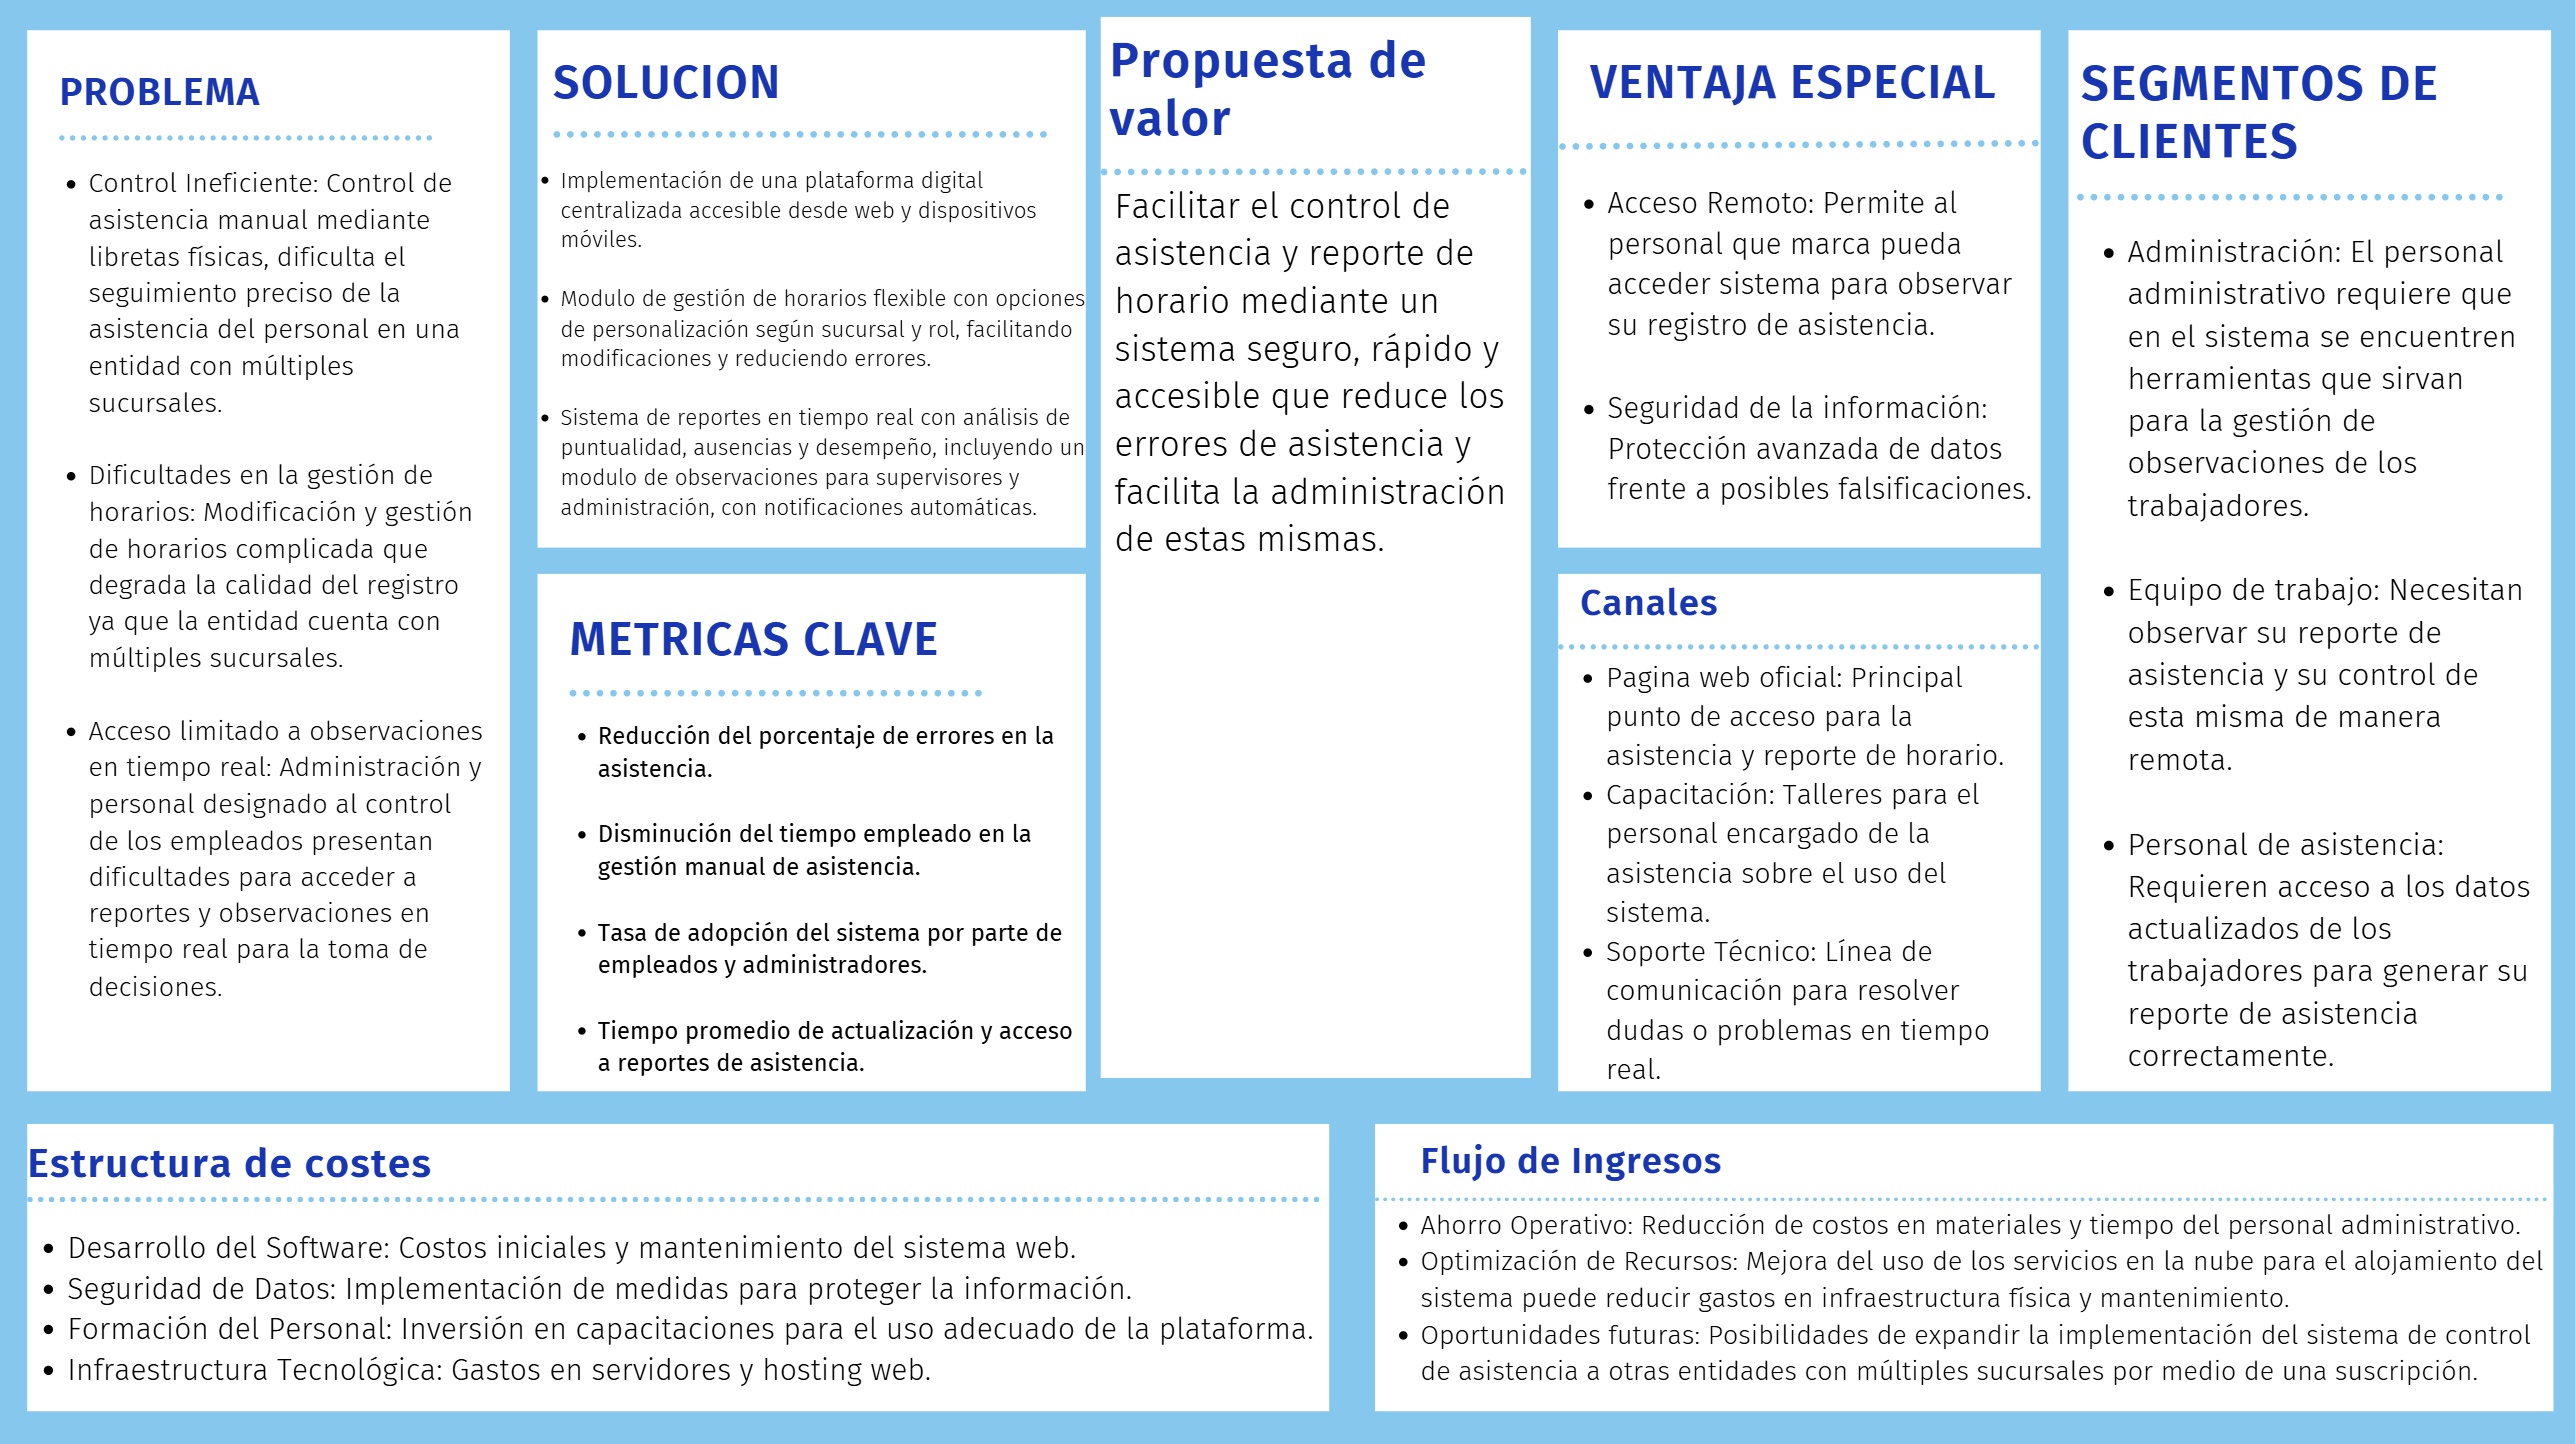 PROBLEMA
Control Ineficiente: Control de
asistencia manual mediante
libretas físicas, dificulta el
seguimiento preciso de la
asistencia del personal en una
entidad con múltiples
sucursales.
Dificultades en la gestión de
horarios: Modificación y gestión
de horarios complicada que
degrada la calidad del registro
ya que la entidad cuenta con
múltiples sucursales.
Acceso limitado a observaciones
en tiempo real: Administración y
personal designado al control
de los empleados presentan
dificultades para acceder a
reportes y observaciones en
tiempo real para la toma de
decisiones.
SOLUCION
Implementación de una plataforma digital
centralizada accesible desde web y dispositivos
móviles.
Modulo de gestión de horarios flexible con opciones
de personalización según sucursal y rol, facilitando
modificaciones y reduciendo errores.
Sistema de reportes en tiempo real con análisis de
puntualidad, ausencias y desempeño, incluyendo un
modulo de observaciones para supervisores y
administración, con notificaciones automáticas.
METRICAS CLAVE
Reducción del porcentaje de errores en la
asistencia.
Disminución del tiempo empleado en la
gestión manual de asistencia.
Tasa de adopción del sistema por parte de
empleados y administradores.
Tiempo promedio de actualización y acceso
a reportes de asistencia.
Propuesta de
valor
Facilitar el control de
asistencia y reporte de
horario mediante un
sistema seguro, rápido y
accesible que reduce los
errores de asistencia y
facilita la administración
de estas mismas.
VENTAJA ESPECIAL
Acceso Remoto: Permite al
personal que marca pueda
acceder sistema para observar
su registro de asistencia.
Seguridad de la información:
Protección avanzada de datos
frente a posibles falsificaciones.
Canales
Pagina web oficial: Principal
punto de acceso para la
asistencia y reporte de horario.
Capacitación: Talleres para el
personal encargado de la
asistencia sobre el uso del
sistema.
Soporte Técnico: Línea de
comunicación para resolver
dudas o problemas en tiempo
real.
SEGMENTOS DE
CLIENTES
Administración: El personal
administrativo requiere que
en el sistema se encuentren
herramientas que sirvan
para la gestión de
observaciones de los
trabajadores.
Equipo de trabajo: Necesitan
observar su reporte de
asistencia y su control de
esta misma de manera
remota.
Personal de asistencia:
Requieren acceso a los datos
actualizados de los
trabajadores para generar su
reporte de asistencia
correctamente.
Estructura de costes
Desarrollo del Software: Costos iniciales y mantenimiento del sistema web.
Seguridad de Datos: Implementación de medidas para proteger la información.
Formación del Personal: Inversión en capacitaciones para el uso adecuado de la plataforma.
Infraestructura Tecnológica: Gastos en servidores y hosting web.
Flujo de Ingresos
Ahorro Operativo: Reducción de costos en materiales y tiempo del personal administrativo.
Optimización de Recursos: Mejora del uso de los servicios en la nube para el alojamiento del
sistema puede reducir gastos en infraestructura física y mantenimiento.
Oportunidades futuras: Posibilidades de expandir la implementación del sistema de control
de asistencia a otras entidades con múltiples sucursales por medio de una suscripción.